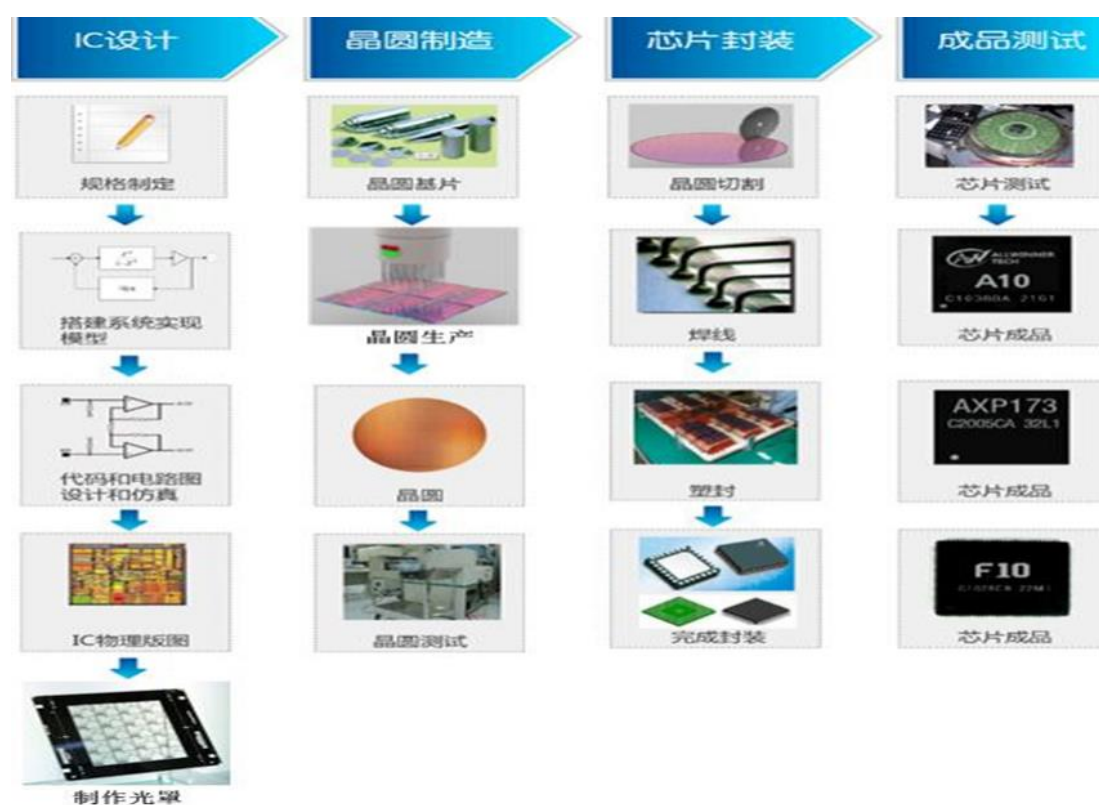 IC设计
晶圆制造
芯片封装
成品测试
规格制定
搭建系统实现
模型
代码和电路图
设计和仿真
IC物理版图
制作光罩
晶圆基片
晶圆生产
晶圆
晶圆测试
晶圆切割
焊线
塑封
完成封装
芯片测试
ALLWINNER
TECH
A10
芯片成品
AXP173
C2005CA 32L1
芯片成品
F10
芯片成品